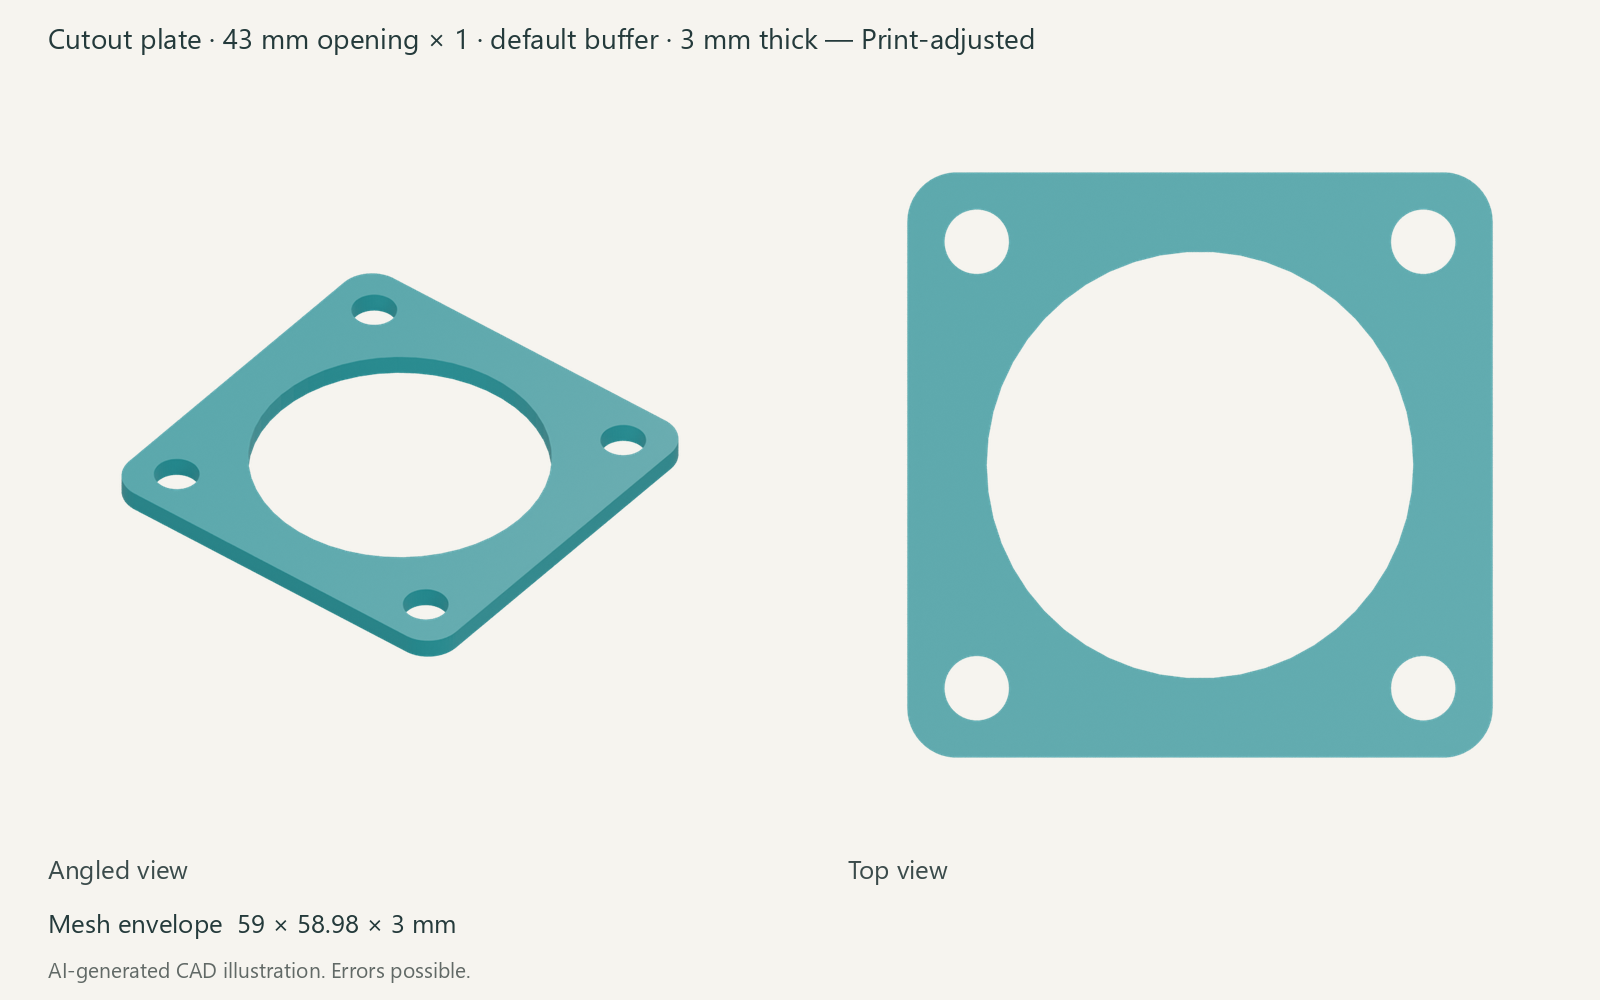 Cutout plate · 43 mm opening × 1 · default buffer · 3 mm thick — Print-adjusted
Angled view
Top view
Mesh envelope  59 × 58.98 × 3 mm
AI-generated CAD illustration. Errors possible.